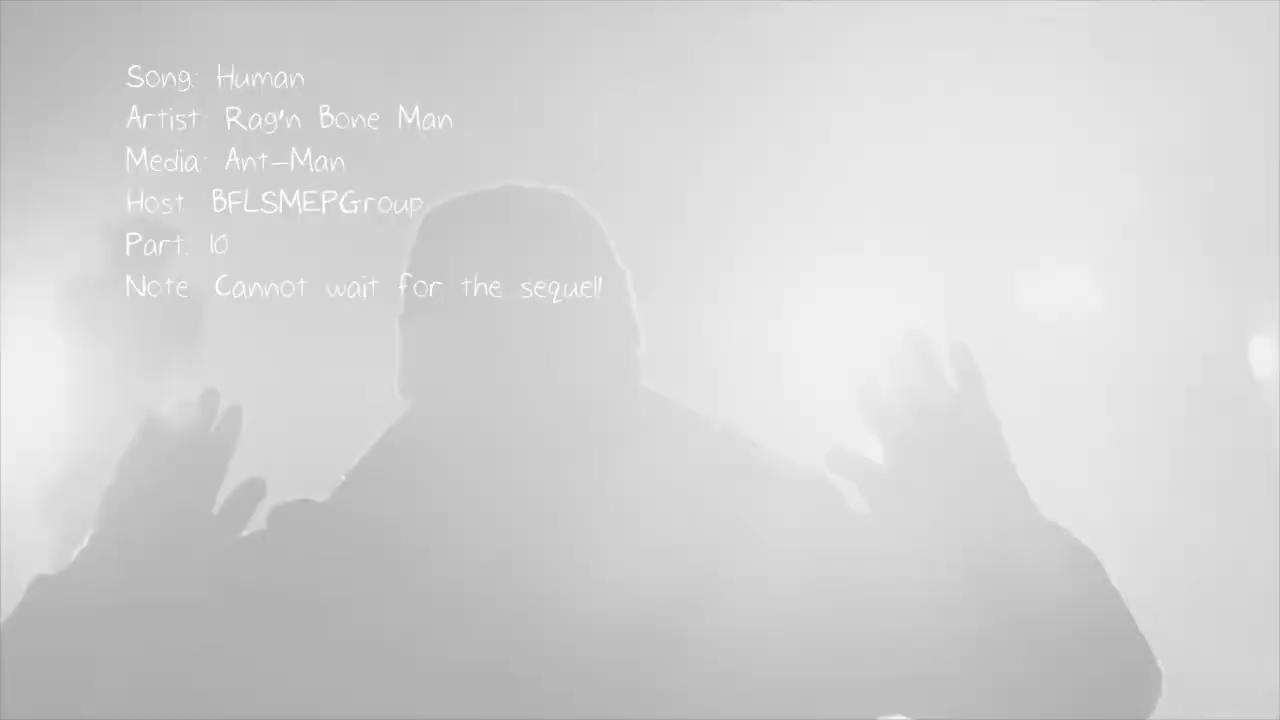 Song: Human
Artist: Rag'n Bone Man
Media: Ant-Man
Host: BFLSMEPGroup
Part: 10
Note: Cannot wait for the sequel!